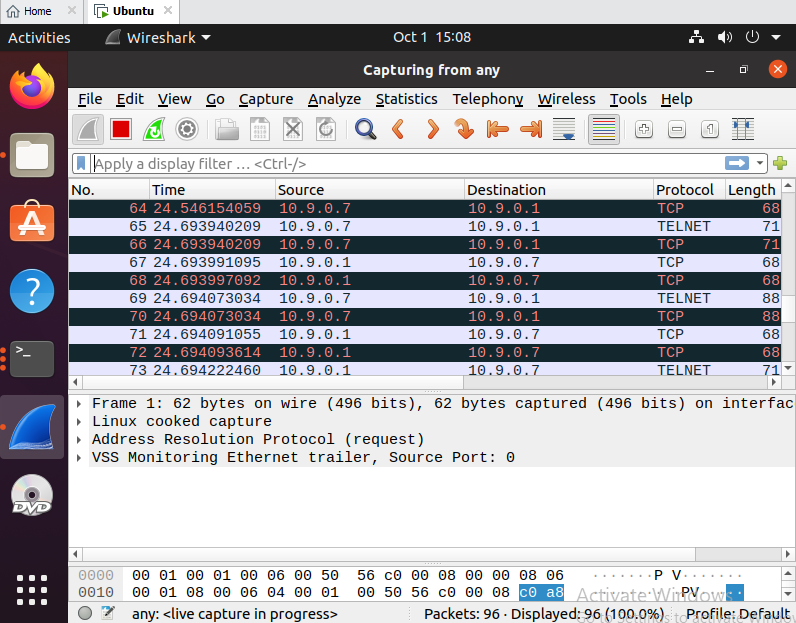 Home Ubuntu
Activities Wireshark Oct 1 15:08
Capturing from any
File Edit View Go Capture Analyze Statistics Telephony Wireless Tools Help
Apply a display filter … <Ctrl-/>
No. Time Source Destination Protocol Length
64 24.546154059 10.9.0.7 10.9.0.1 TCP 68
65 24.693940209 10.9.0.7 10.9.0.1 TELNET 71
66 24.693940209 10.9.0.7 10.9.0.1 TCP 71
67 24.693991095 10.9.0.1 10.9.0.7 TCP 68
68 24.693997092 10.9.0.1 10.9.0.7 TCP 68
69 24.694073034 10.9.0.7 10.9.0.1 TELNET 88
70 24.694073034 10.9.0.7 10.9.0.1 TCP 88
71 24.694091055 10.9.0.1 10.9.0.7 TCP 68
72 24.694093614 10.9.0.1 10.9.0.7 TCP 68
73 24.694222460 10.9.0.1 10.9.0.7 TELNET 71
Frame 1: 62 bytes on wire (496 bits), 62 bytes captured (496 bits) on interfac
Linux cooked capture
Address Resolution Protocol (request)
VSS Monitoring Ethernet trailer, Source Port: 0
0000 00 01 00 01 00 06 00 50 56 c0 00 08 00 00 08 06 ·······P V·······
0010 00 01 08 00 06 04 00 01 00 50 56 c0 00 08 c0 a8 ········ ·PV·····
Activate Windows
Go to Settings to activate Windows
any: <live capture in progress> Packets: 96 · Displayed: 96 (100.0%) Profile: Default